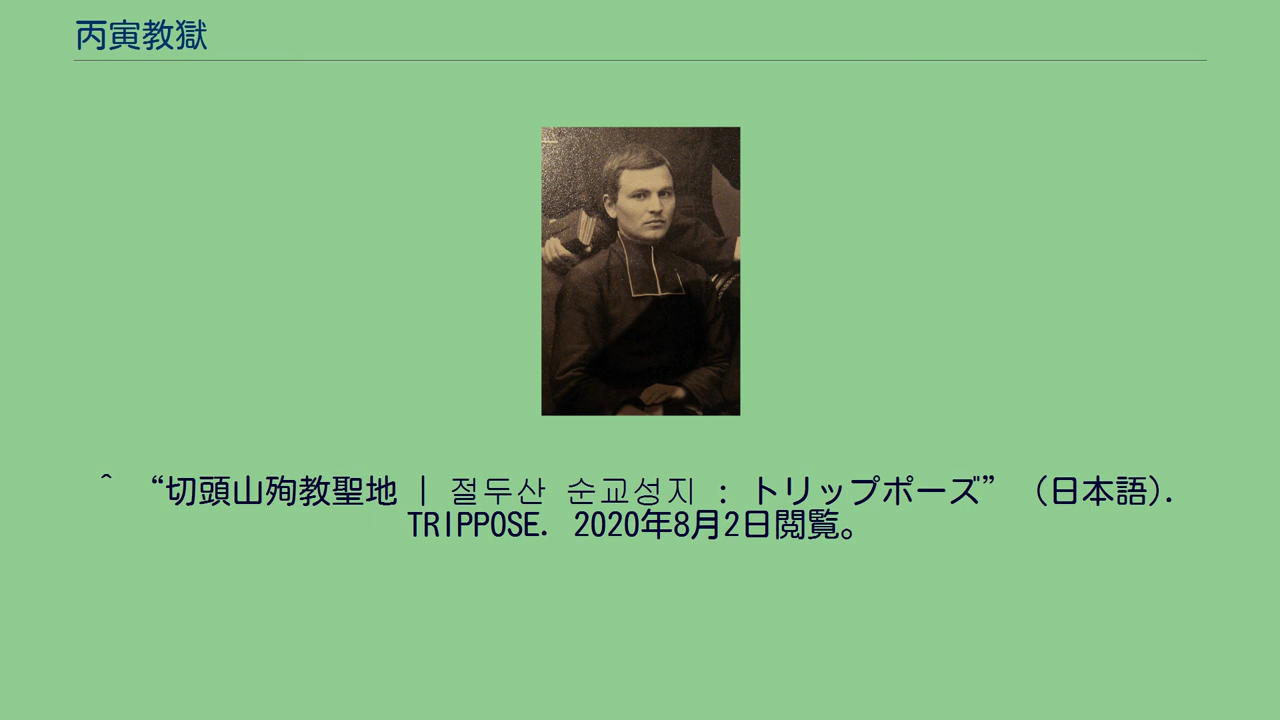 丙寅教獄
^ “切頭山殉教聖地 | 절두산 순교성지 : トリップポーズ” (日本語).
TRIPPOSE. 2020年8月2日閲覧。